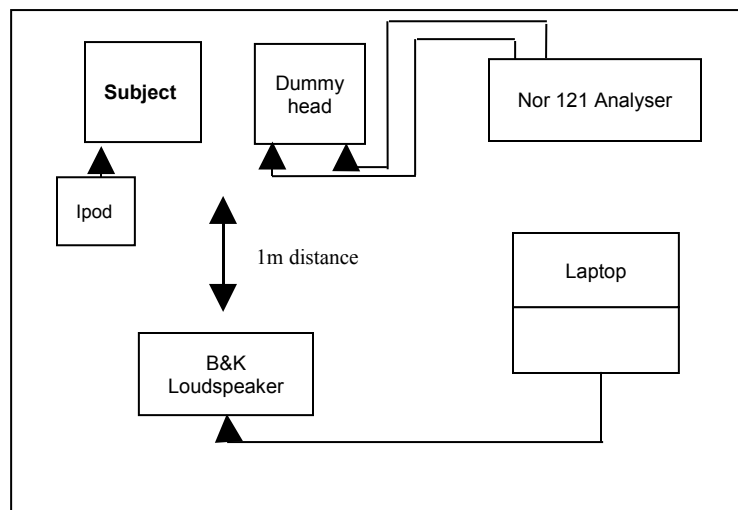 Subject
Dummy
head
Nor 121 Analyser
Ipod
1m distance
Laptop
B&K
Loudspeaker